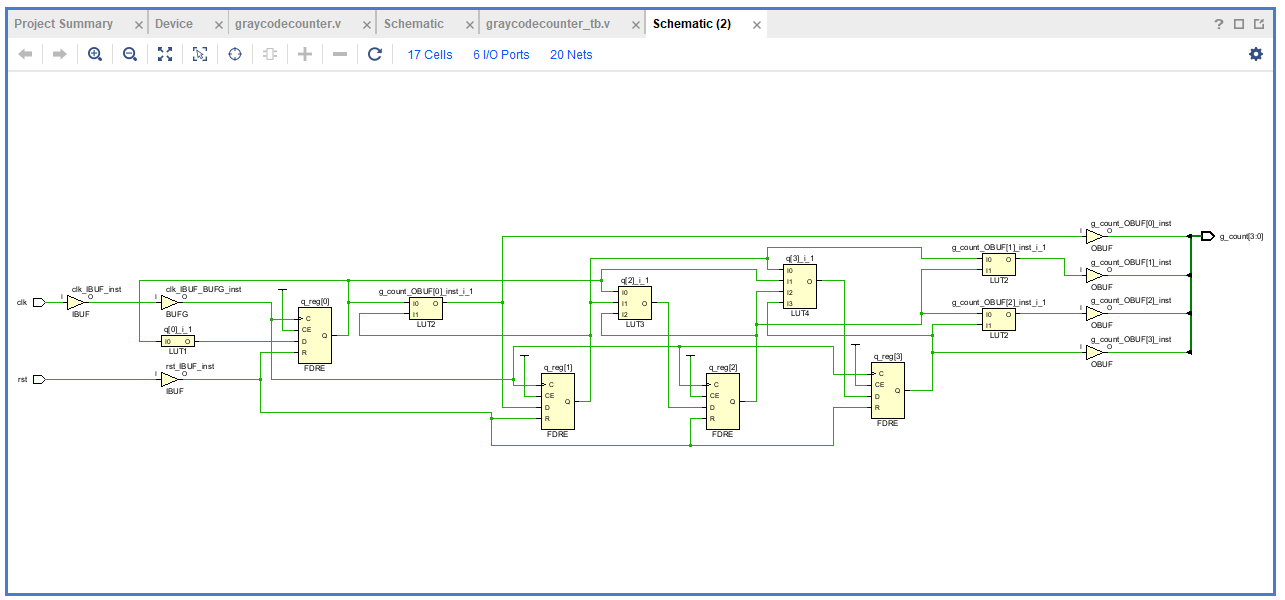 Project Summary × Device × graycodecounter.v × Schematic × graycodecounter_tb.v × Schematic (2) × ?
17 Cells 6 I/O Ports 20 Nets
g_count_OBUF[0]_inst
I O
OBUF
g_count[3:0]
g_count_OBUF[1]_inst_i_1
I0 O
I1
LUT2
g_count_OBUF[1]_inst
I O
OBUF
q[3]_i_1
I0
I1 O
I2
I3
LUT4
q[2]_i_1
I0
I1 O
I2
LUT3
clk
clk_IBUF_inst
I O
IBUF
clk_IBUF_BUFG_inst
I O
BUFG
q_reg[0]
C
CE
Q
D
R
FDRE
g_count_OBUF[0]_inst_i_1
I0 O
I1
LUT2
g_count_OBUF[2]_inst_i_1
I0 O
I1
LUT2
g_count_OBUF[2]_inst
I O
OBUF
q[0]_i_1
I0 O
LUT1
g_count_OBUF[3]_inst
I O
OBUF
rst
rst_IBUF_inst
I O
IBUF
q_reg[1]
C
CE
Q
D
R
FDRE
q_reg[2]
C
CE
Q
D
R
FDRE
q_reg[3]
C
CE
Q
D
R
FDRE